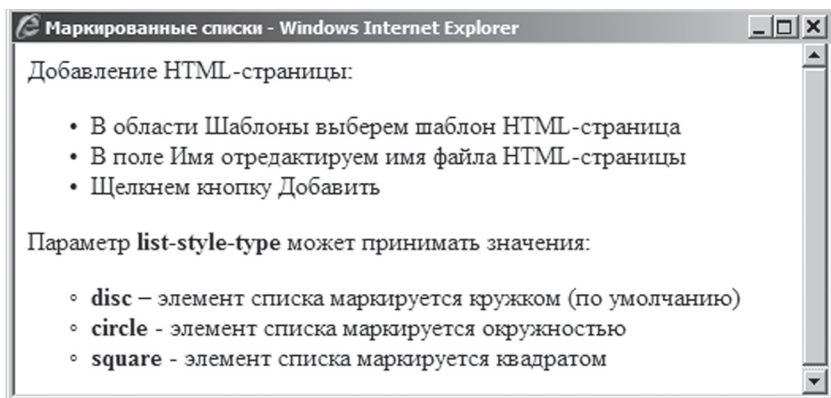 Маркированные списки - Windows Internet Explorer
Добавление HTML-страницы:
• В области Шаблоны выберем шаблон HTML-страница
• В поле Имя отредактируем имя файла HTML-страницы
• Щелкнем кнопку Добавить
Параметр list-style-type может принимать значения:
◦ disc – элемент списка маркируется кружком (по умолчанию)
◦ circle - элемент списка маркируется окружностью
◦ square - элемент списка маркируется квадратом